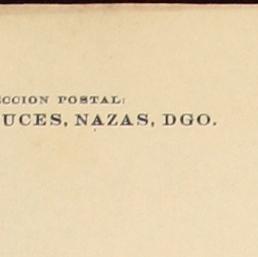 CCION POSTAL:
UCES, NAZAS, DGO.